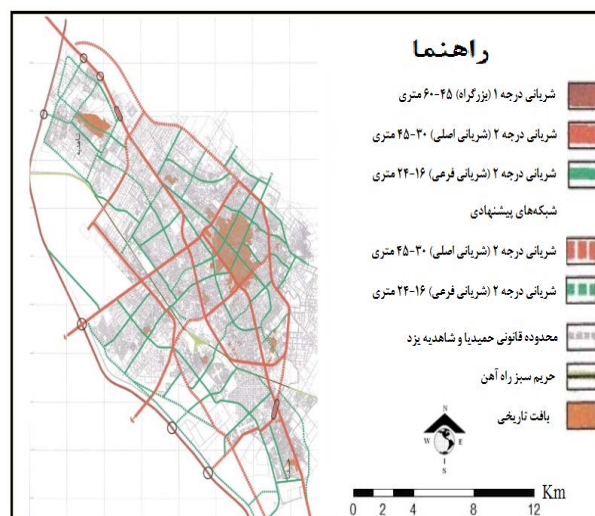 راهنما
شریانی درجه ۱ (بزرگراه) ۴۵-۶۰ متری
شریانی درجه ۲ (شریانی اصلی) ۳۰-۴۵ متری
شریانی درجه ۲ (شریانی فرعی) ۱۶-۲۴ متری
شبکه‌های پیشنهادی
شریانی درجه ۲ (شریانی اصلی) ۳۰-۴۵ متری
شریانی درجه ۲ (شریانی فرعی) ۱۶-۲۴ متری
محدوده قانونی حمیدیا و شاهدیه یزد
حریم سبز راه آهن
بافت تاریخی
N
W E
S
Km
0 2 4 8 12
شاهدیه